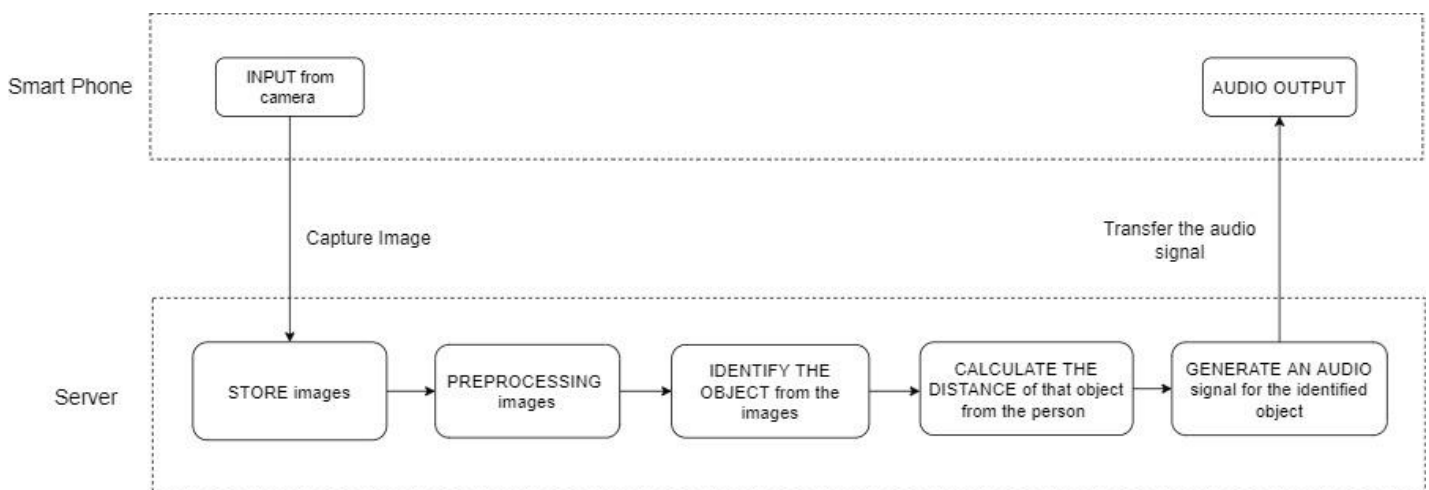 Smart Phone
INPUT from
camera
AUDIO OUTPUT
Capture Image
Transfer the audio
signal
Server
STORE images
PREPROCESSING
images
IDENTIFY THE
OBJECT from the
images
CALCULATE THE
DISTANCE of that object
from the person
GENERATE AN AUDIO
signal for the identified
object